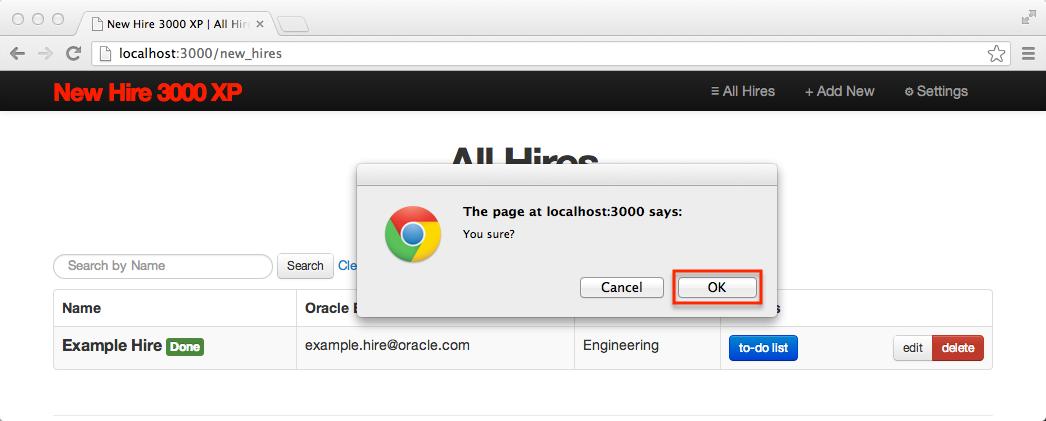 New Hire 3000 XP | All Hir
localhost:3000/new_hires
New Hire 3000 XP
≡ All Hires + Add New ⚙ Settings
All Hires
The page at localhost:3000 says:
You sure?
Cancel OK
Search by Name Search Cle
Name Oracle E s
Example Hire Done example.hire@oracle.com Engineering to-do list edit delete